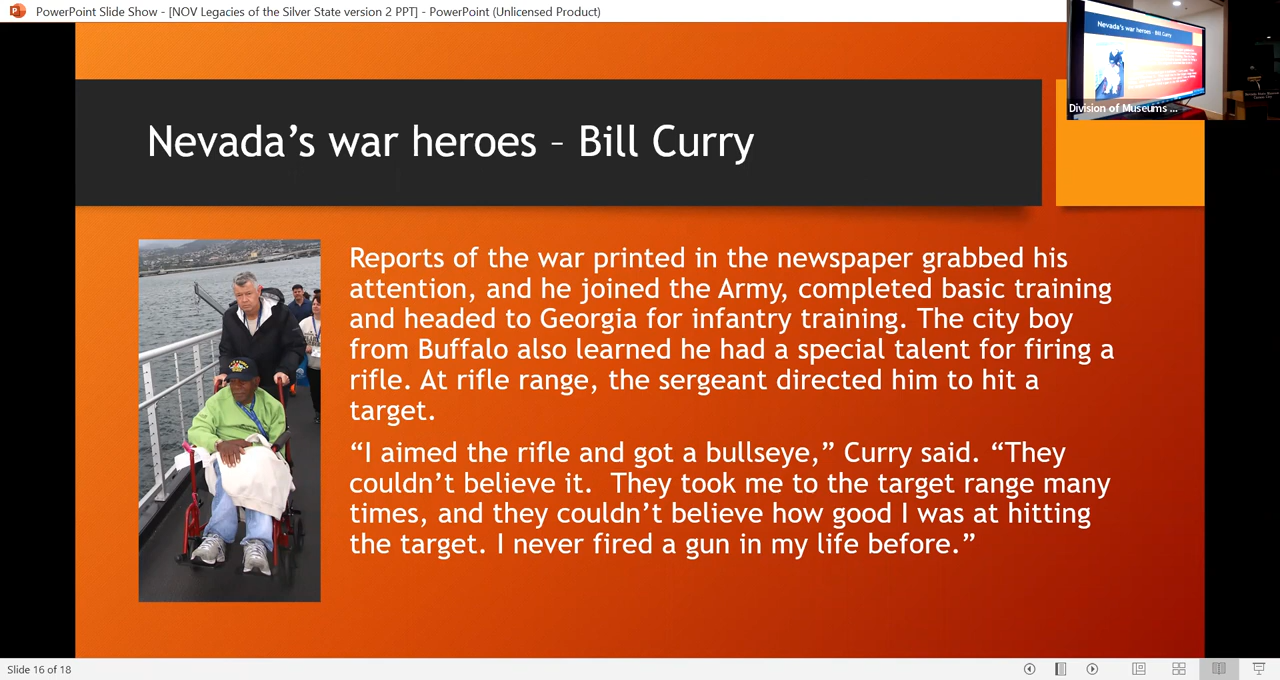 PowerPoint Slide Show - [NOV Legacies of the Silver State version 2 PPT] - PowerPoint (Unlicensed Product)
Nevada's war heroes - Bill Curry
Division of Museums ...
Nevada’s war heroes – Bill Curry
Reports of the war printed in the newspaper grabbed his
attention, and he joined the Army, completed basic training
and headed to Georgia for infantry training. The city boy
from Buffalo also learned he had a special talent for firing a
rifle. At rifle range, the sergeant directed him to hit a
target.
“I aimed the rifle and got a bullseye,” Curry said. “They
couldn’t believe it.  They took me to the target range many
times, and they couldn’t believe how good I was at hitting
the target. I never fired a gun in my life before.”
Slide 16 of 18